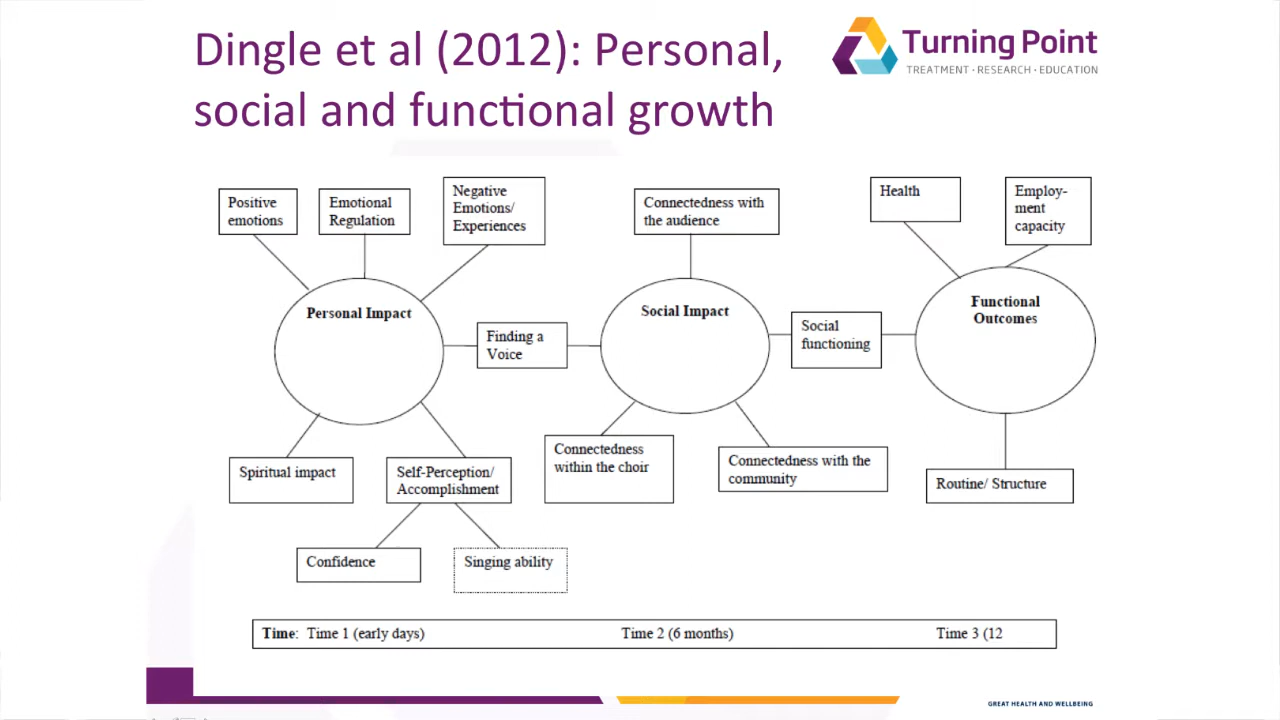 Dingle et al (2012): Personal,
social and functional growth
Turning Point
TREATMENT · RESEARCH · EDUCATION
Positive
emotions
Emotional
Regulation
Negative
Emotions/
Experiences
Connectedness with
the audience
Health
Employ-
ment
capacity
Personal Impact
Social Impact
Functional
Outcomes
Finding a
Voice
Social
functioning
Spiritual impact
Self-Perception/
Accomplishment
Connectedness
within the choir
Connectedness with the
community
Routine/ Structure
Confidence
Singing ability
Time: Time 1 (early days) Time 2 (6 months) Time 3 (12
GREAT HEALTH AND WELLBEING